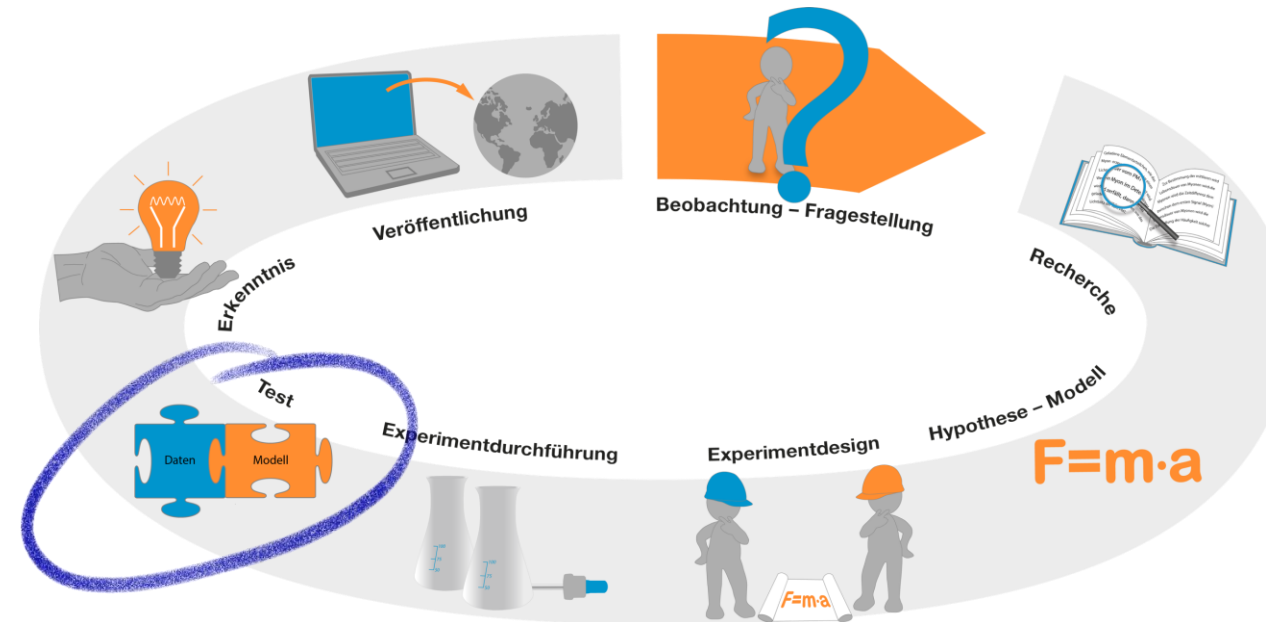 Beobachtung – Fragestellung
Recherche
Hypothese – Modell
F=m·a
Experimentdesign
F=m·a
Experimentdurchführung
Test
Daten
Modell
Erkenntnis
Veröffentlichung